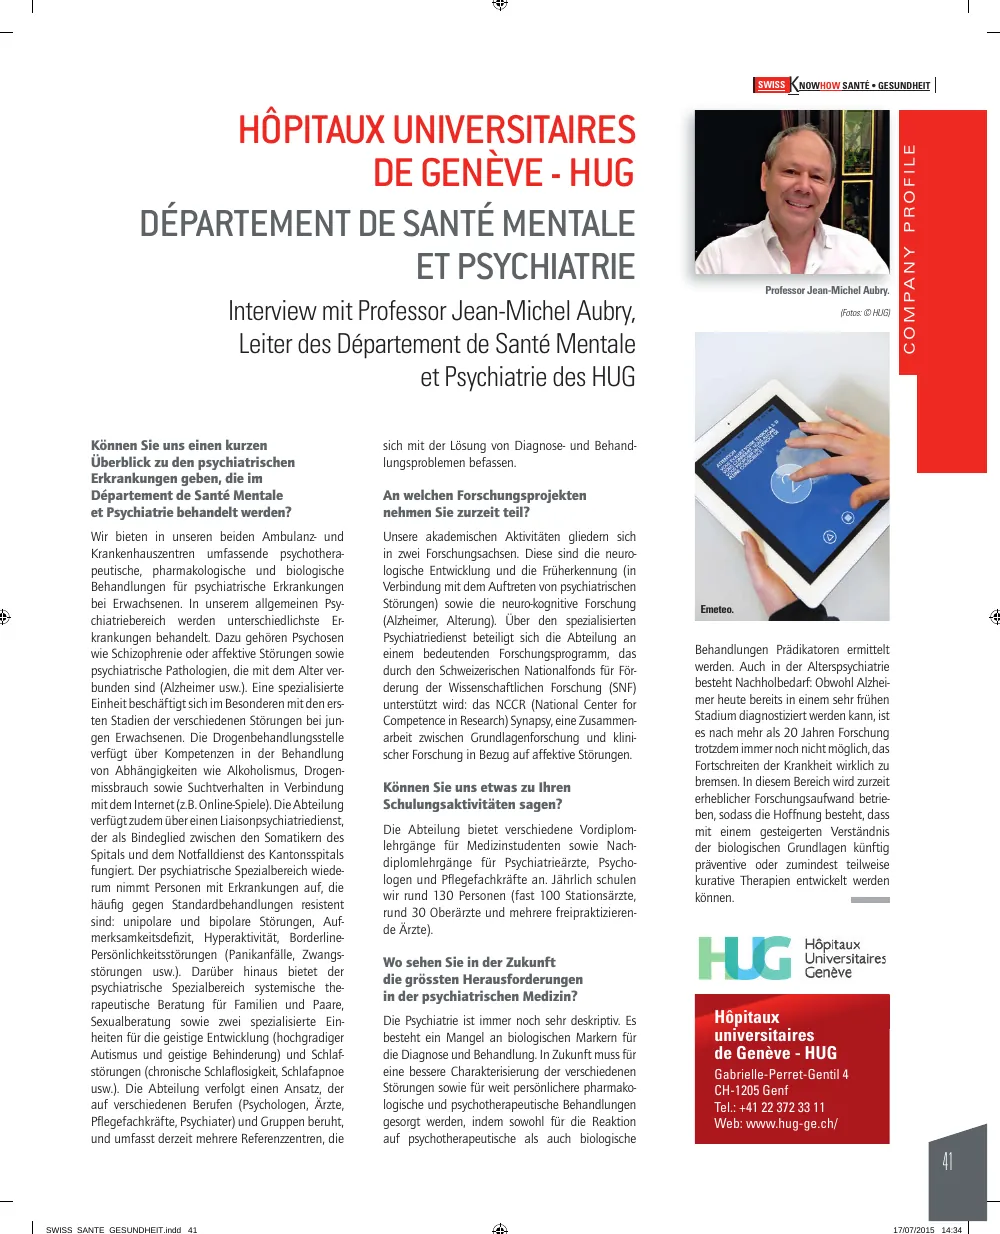 SWISS KNOWHOW SANTÉ • GESUNDHEIT
HÔPITAUX UNIVERSITAIRES
DE GENÈVE - HUG
DÉPARTEMENT DE SANTÉ MENTALE
ET PSYCHIATRIE
Interview mit Professor Jean-Michel Aubry,
Leiter des Département de Santé Mentale
et Psychiatrie des HUG
Können Sie uns einen kurzen
Überblick zu den psychiatrischen
Erkrankungen geben, die im
Département de Santé Mentale
et Psychiatrie behandelt werden?
Wir bieten in unseren beiden Ambulanz- und
Krankenhauszentren umfassende psychothera-
peutische, pharmakologische und biologische
Behandlungen für psychiatrische Erkrankungen
bei Erwachsenen. In unserem allgemeinen Psy-
chiatriebereich werden unterschiedlichste Er-
krankungen behandelt. Dazu gehören Psychosen
wie Schizophrenie oder affektive Störungen sowie
psychiatrische Pathologien, die mit dem Alter ver-
bunden sind (Alzheimer usw.). Eine spezialisierte
Einheit beschäftigt sich im Besonderen mit den ers-
ten Stadien der verschiedenen Störungen bei jun-
gen Erwachsenen. Die Drogenbehandlungsstelle
verfügt über Kompetenzen in der Behandlung
von Abhängigkeiten wie Alkoholismus, Drogen-
missbrauch sowie Suchtverhalten in Verbindung
mit dem Internet (z.B. Online-Spiele). Die Abteilung
verfügt zudem über einen Liaisonpsychiatriedienst,
der als Bindeglied zwischen den Somatikern des
Spitals und dem Notfalldienst des Kantonsspitals
fungiert. Der psychiatrische Spezialbereich wiede-
rum nimmt Personen mit Erkrankungen auf, die
häufig gegen Standardbehandlungen resistent
sind: unipolare und bipolare Störungen, Auf-
merksamkeitsdefizit, Hyperaktivität, Borderline-
Persönlichkeitsstörungen (Panikanfälle, Zwangs-
störungen usw.). Darüber hinaus bietet der
psychiatrische Spezialbereich systemische the-
rapeutische Beratung für Familien und Paare,
Sexualberatung sowie zwei spezialisierte Ein-
heiten für die geistige Entwicklung (hochgradiger
Autismus und geistige Behinderung) und Schlaf-
störungen (chronische Schlaflosigkeit, Schlafapnoe
usw.). Die Abteilung verfolgt einen Ansatz, der
auf verschiedenen Berufen (Psychologen, Ärzte,
Pflegefachkräfte, Psychiater) und Gruppen beruht,
und umfasst derzeit mehrere Referenzzentren, die
sich mit der Lösung von Diagnose- und Behand-
lungsproblemen befassen.
An welchen Forschungsprojekten
nehmen Sie zurzeit teil?
Unsere akademischen Aktivitäten gliedern sich
in zwei Forschungsachsen. Diese sind die neuro-
logische Entwicklung und die Früherkennung (in
Verbindung mit dem Auftreten von psychiatrischen
Störungen) sowie die neuro-kognitive Forschung
(Alzheimer, Alterung). Über den spezialisierten
Psychiatriedienst beteiligt sich die Abteilung an
einem bedeutenden Forschungsprogramm, das
durch den Schweizerischen Nationalfonds für För-
derung der Wissenschaftlichen Forschung (SNF)
unterstützt wird: das NCCR (National Center for
Competence in Research) Synapsy, eine Zusammen-
arbeit zwischen Grundlagenforschung und klini-
scher Forschung in Bezug auf affektive Störungen.
Können Sie uns etwas zu Ihren
Schulungsaktivitäten sagen?
Die Abteilung bietet verschiedene Vordiplom-
lehrgänge für Medizinstudenten sowie Nach-
diplomlehrgänge für Psychiatrieärzte, Psycho-
logen und Pflegefachkräfte an. Jährlich schulen
wir rund 130 Personen (fast 100 Stationsärzte,
rund 30 Oberärzte und mehrere freipraktizieren-
de Ärzte).
Wo sehen Sie in der Zukunft
die grössten Herausforderungen
in der psychiatrischen Medizin?
Die Psychiatrie ist immer noch sehr deskriptiv. Es
besteht ein Mangel an biologischen Markern für
die Diagnose und Behandlung. In Zukunft muss für
eine bessere Charakterisierung der verschiedenen
Störungen sowie für weit persönlichere pharmako-
logische und psychotherapeutische Behandlungen
gesorgt werden, indem sowohl für die Reaktion
auf psychotherapeutische als auch biologische
Professor Jean-Michel Aubry.
(Fotos: © HUG)
Emeteo.
Behandlungen Prädikatoren ermittelt
werden. Auch in der Alterspsychiatrie
besteht Nachholbedarf: Obwohl Alzhei-
mer heute bereits in einem sehr frühen
Stadium diagnostiziert werden kann, ist
es nach mehr als 20 Jahren Forschung
trotzdem immer noch nicht möglich, das
Fortschreiten der Krankheit wirklich zu
bremsen. In diesem Bereich wird zurzeit
erheblicher Forschungsaufwand betrie-
ben, sodass die Hoffnung besteht, dass
mit einem gesteigerten Verständnis
der biologischen Grundlagen künftig
präventive oder zumindest teilweise
kurative Therapien entwickelt werden
können.
HUG
Hôpitaux
Universitaires
Genève
Hôpitaux
universitaires
de Genève - HUG
Gabrielle-Perret-Gentil 4
CH-1205 Genf
Tel.: +41 22 372 33 11
Web: www.hug-ge.ch/
COMPANY PROFILE
41
SWISS_SANTE_GESUNDHEIT.indd 41
17/07/2015 14:34